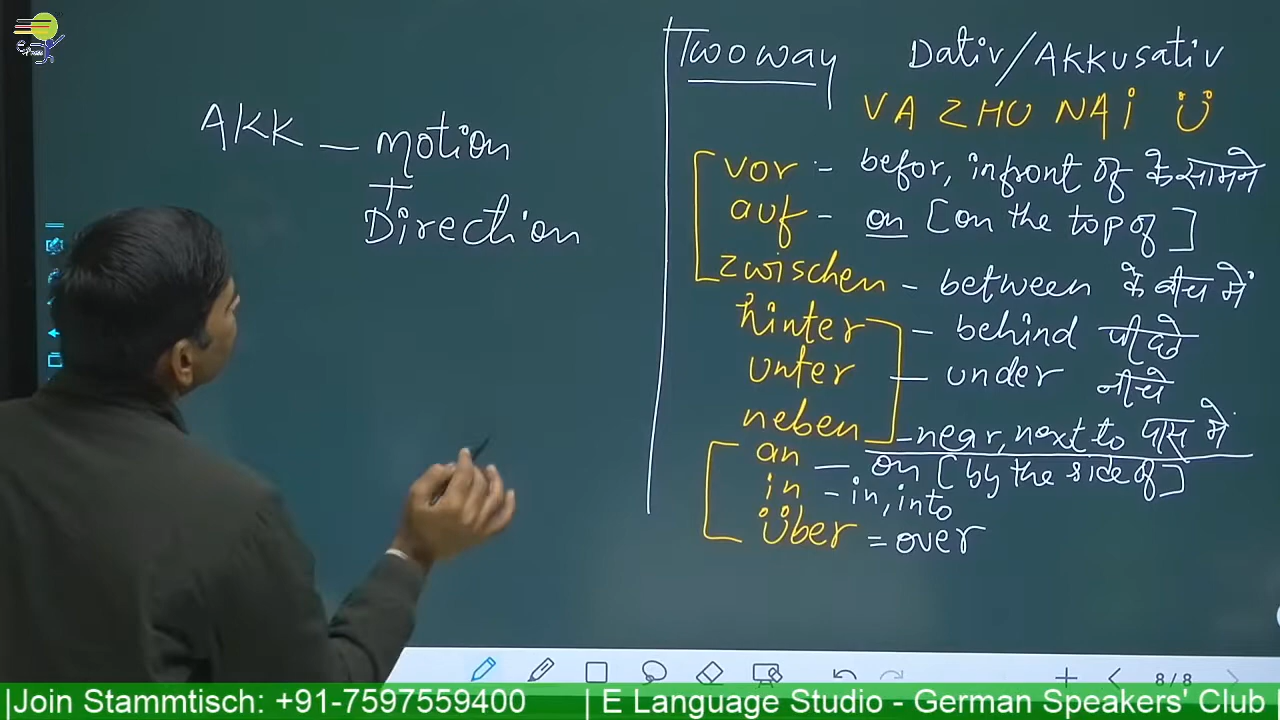 AKK – motion
+
Direction
Two way Dativ/AKKusativ
VA ZHU NAi Ü
vor :- befor, infront of के सामने
auf - on [on the top of]
zwischen - between के बीच में
hinter - behind पीछे
unter - under नीचे
neben - near, next to पास में
an - on [by the side of]
in - in, into
Über = over
8/8
|Join Stammtisch: +91-7597559400 | E Language Studio - German Speakers' Club